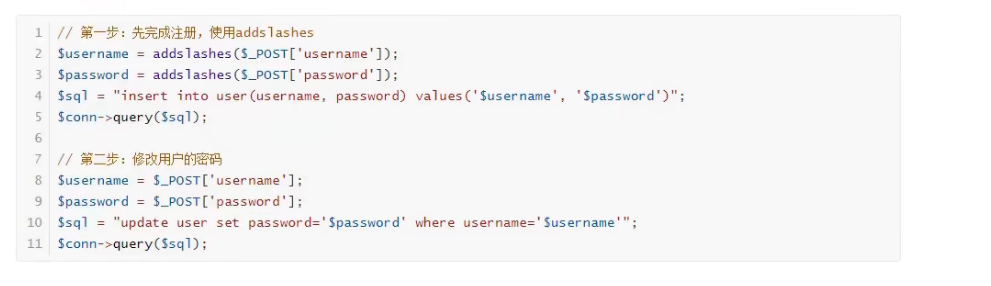 1 // 第一步：先完成注册，使用addslashes
2 $username = addslashes($_POST['username']);
3 $password = addslashes($_POST['password']);
4 $sql = "insert into user(username, password) values('$username', '$password')";
5 $conn->query($sql);
6
7 // 第二步：修改用户的密码
8 $username = $_POST['username'];
9 $password = $_POST['password'];
10 $sql = "update user set password='$password' where username='$username'";
11 $conn->query($sql);